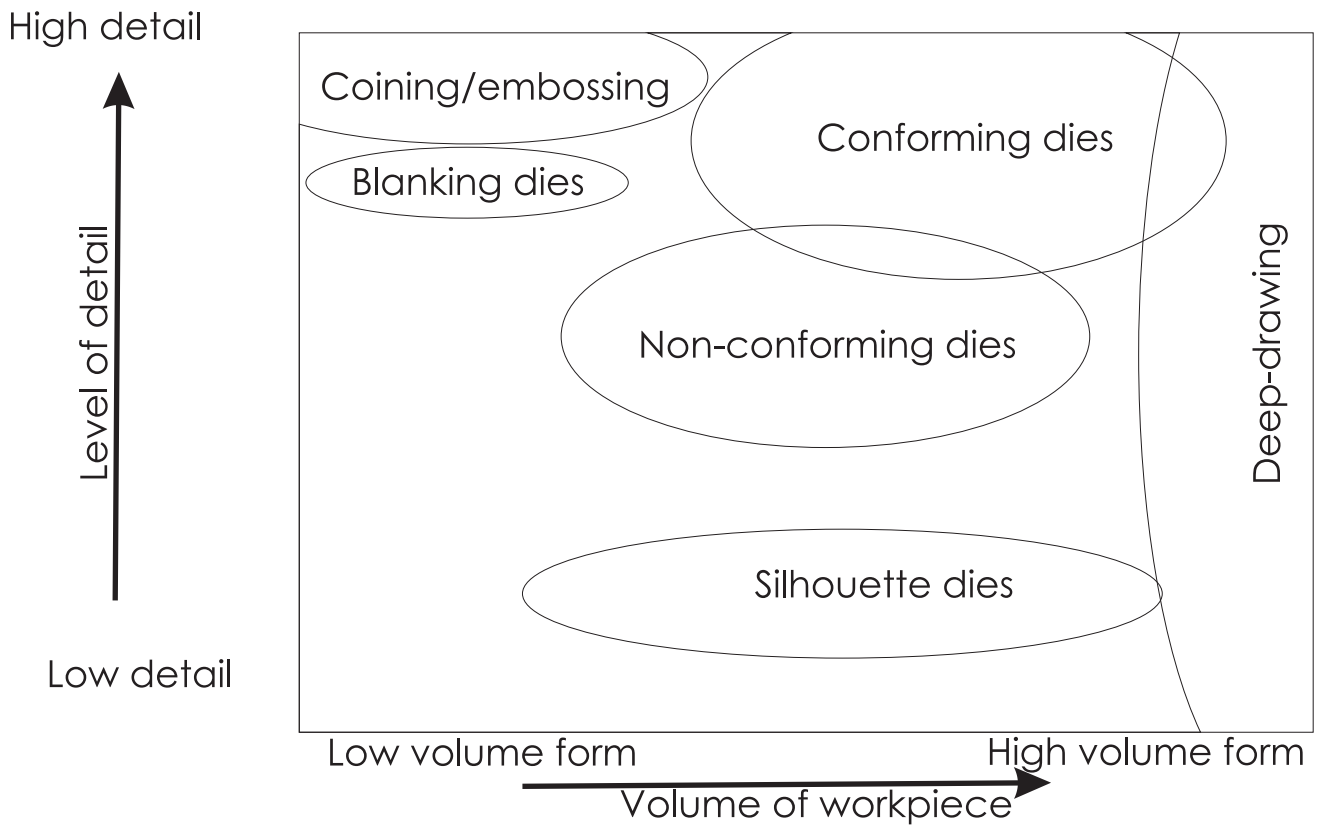 High detail
Coining/embossing
Conforming dies
Blanking dies
Level of detail
Deep-drawing
Non-conforming dies
Silhouette dies
Low detail
Low volume form
High volume form
Volume of workpiece